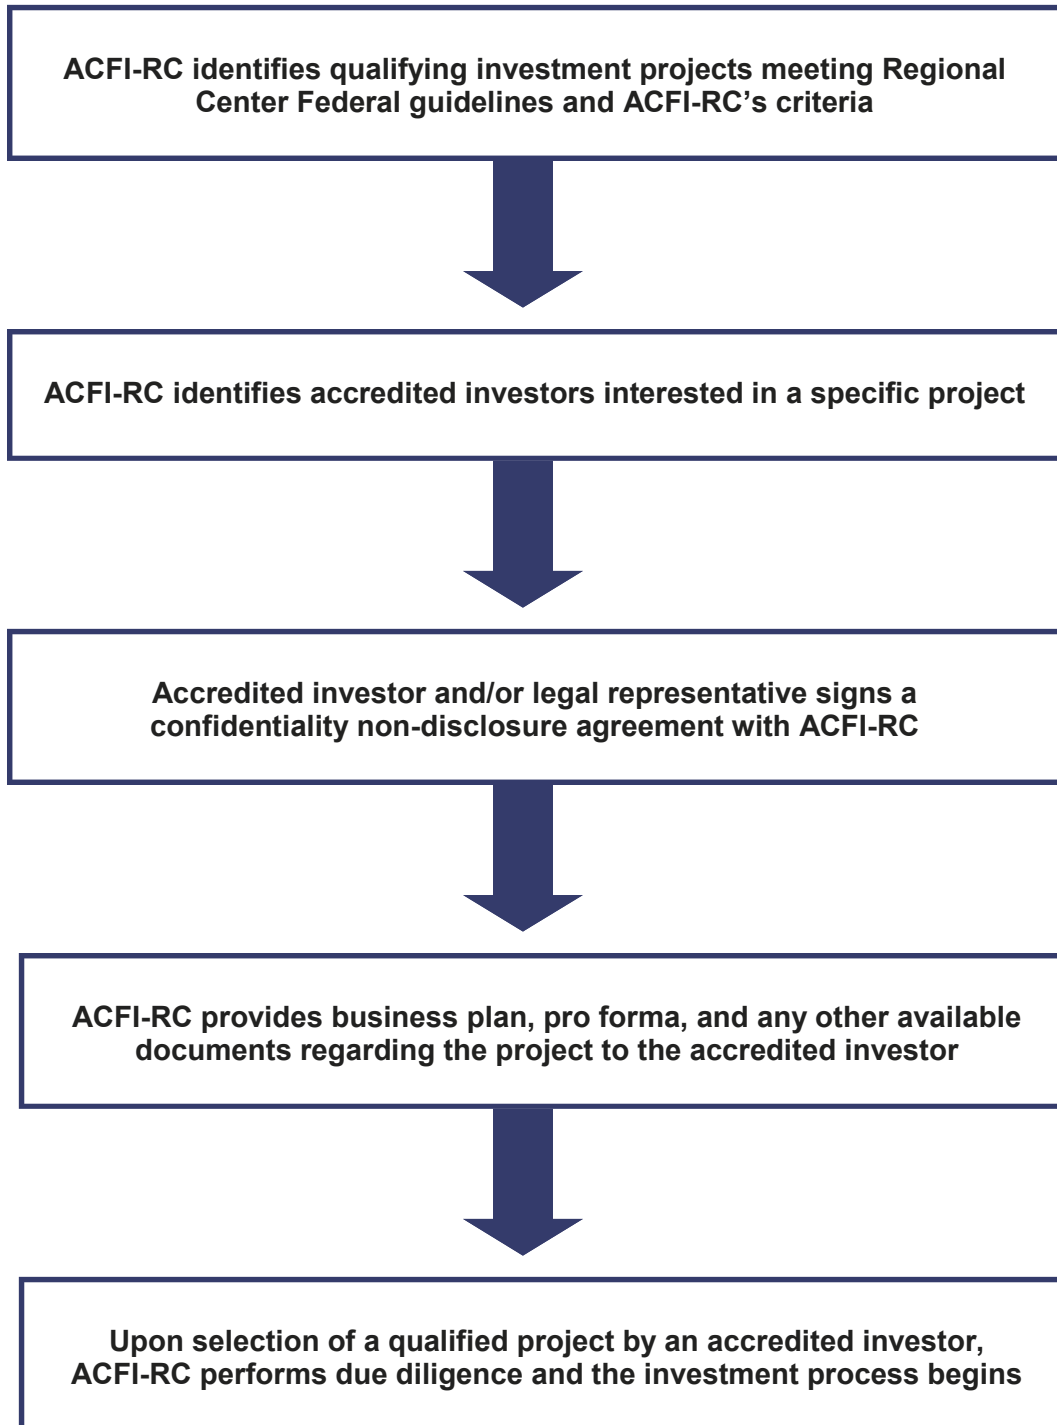 ACFI-RC identifies qualifying investment projects meeting Regional
Center Federal guidelines and ACFI-RC’s criteria
ACFI-RC identifies accredited investors interested in a specific project
Accredited investor and/or legal representative signs a
confidentiality non-disclosure agreement with ACFI-RC
ACFI-RC provides business plan, pro forma, and any other available
documents regarding the project to the accredited investor
Upon selection of a qualified project by an accredited investor,
ACFI-RC performs due diligence and the investment process begins